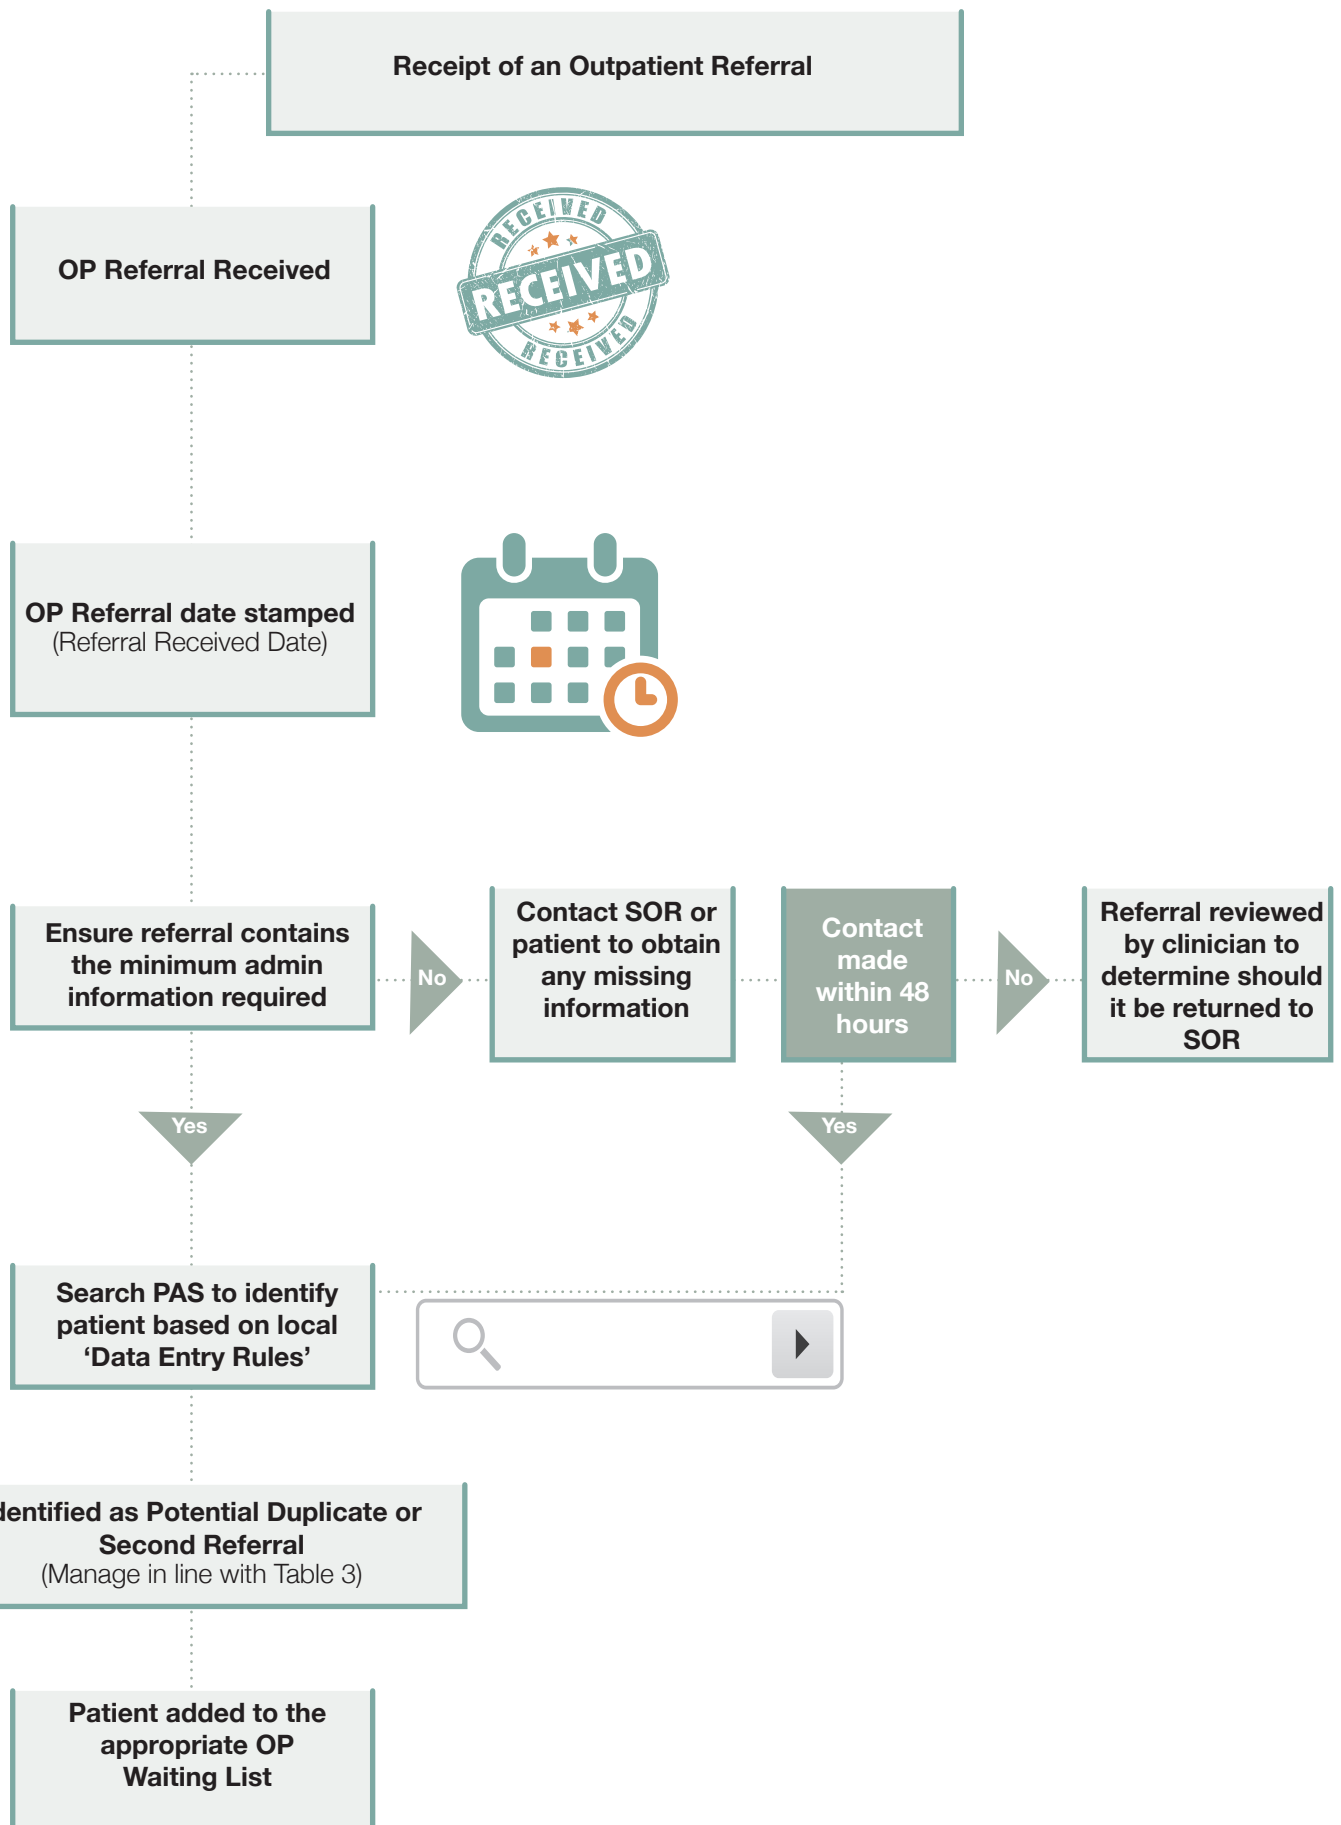 Receipt of an Outpatient Referral
OP Referral Received
RECEIVED
RECEIVED
RECEIVED
OP Referral date stamped
(Referral Received Date)
Ensure referral contains
the minimum admin
information required
No
Contact SOR or
patient to obtain
any missing
information
Contact
made
within 48
hours
No
Referral reviewed
by clinician to
determine should
it be returned to
SOR
Yes
Yes
Search PAS to identify
patient based on local
‘Data Entry Rules’
dentified as Potential Duplicate or
Second Referral
(Manage in line with Table 3)
Patient added to the
appropriate OP
Waiting List